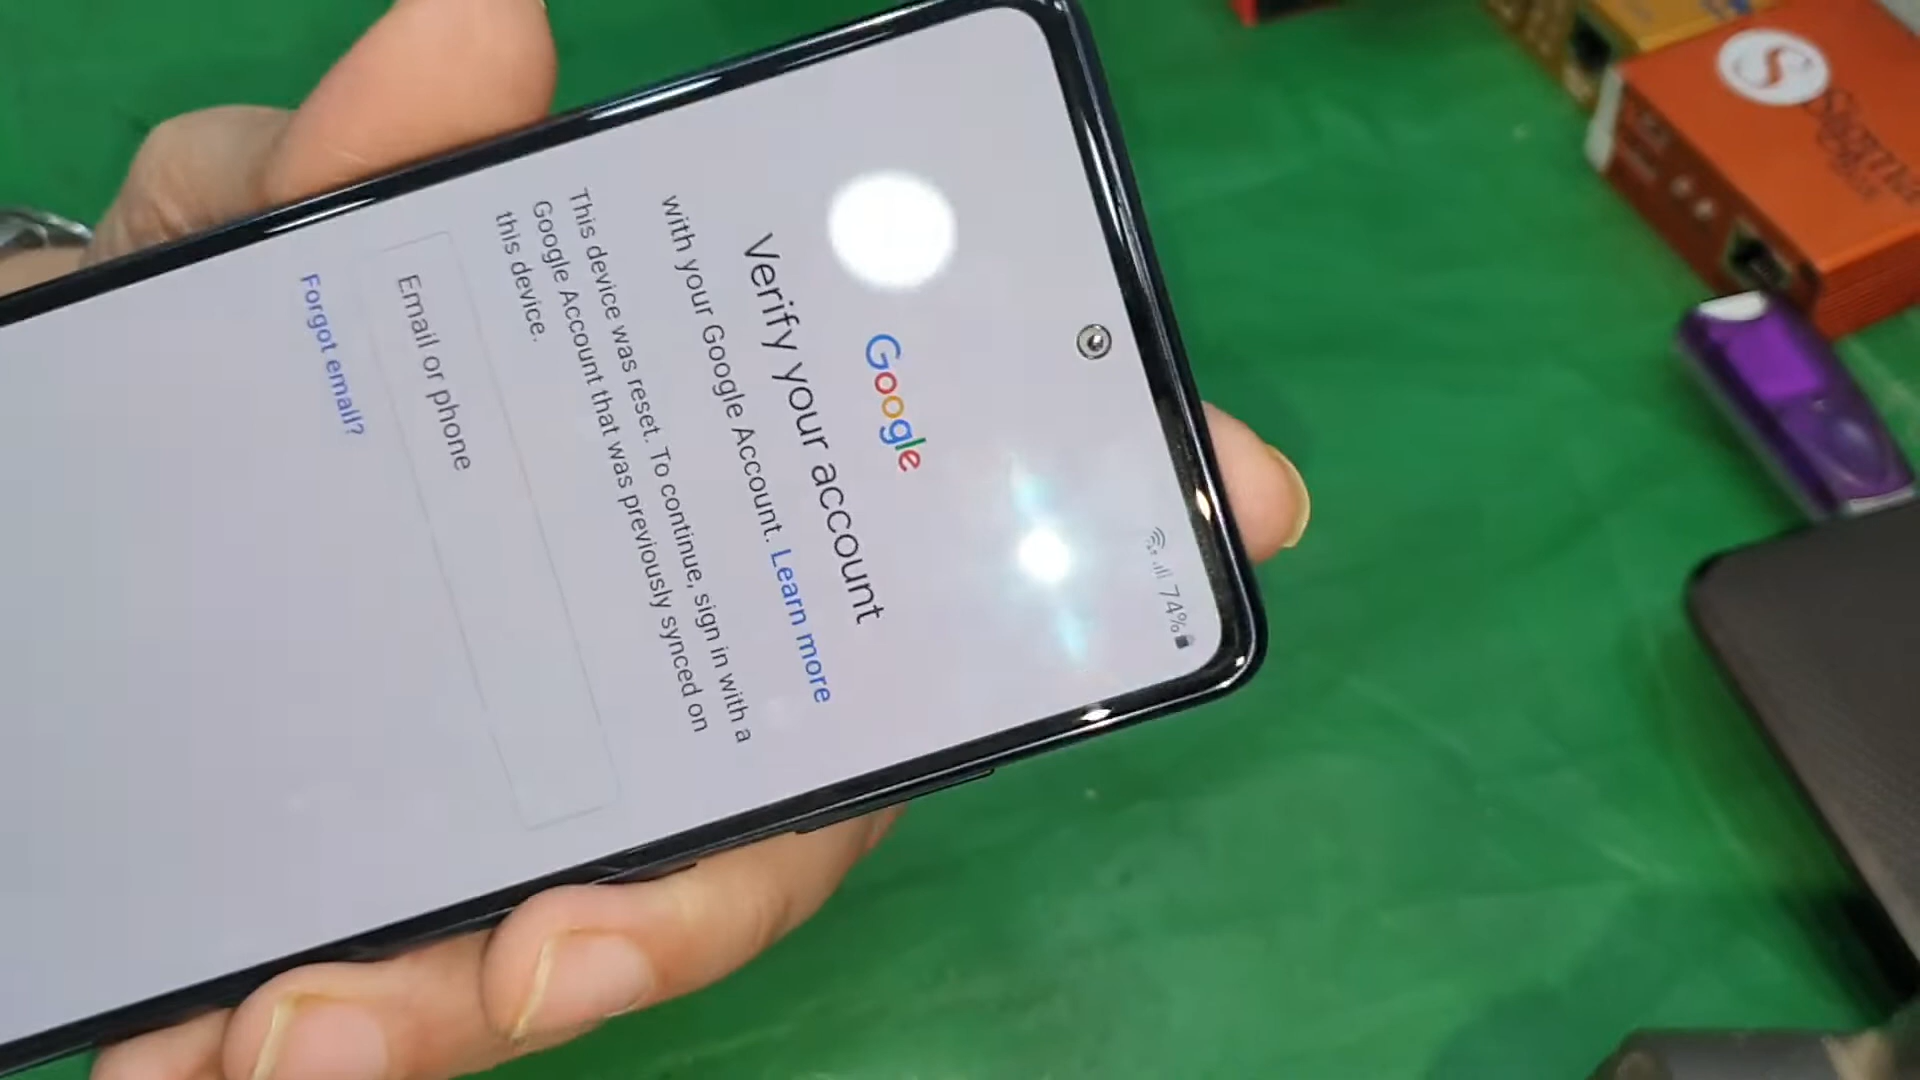 74%
Google
Verify your account
with your Google Account. Learn more
This device was reset. To continue, sign in with a
Google Account that was previously synced on
this device.
Email or phone
Forgot email?
S
Sigma